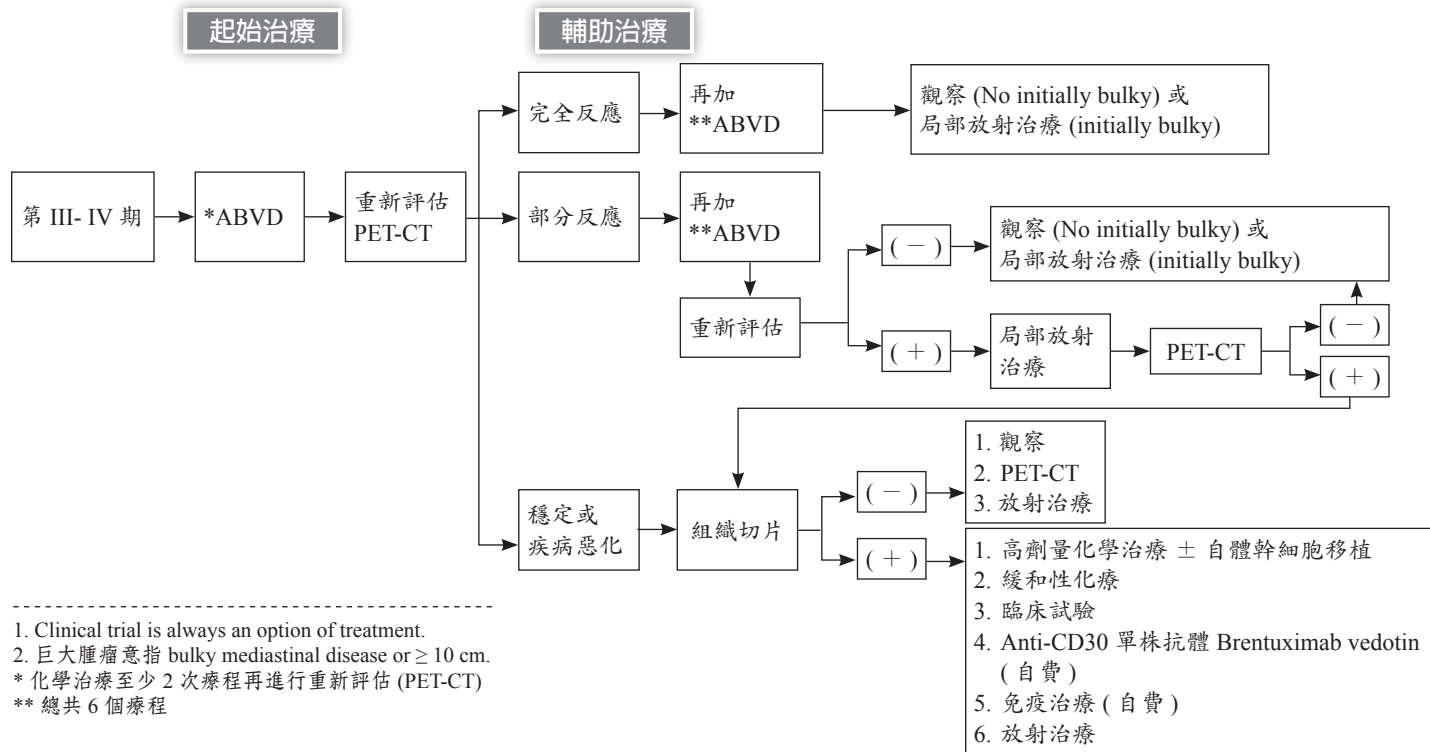 起始治療
輔助治療
第 III- IV 期
*ABVD
重新評估
PET-CT
完全反應
再加
**ABVD
觀察 (No initially bulky) 或
局部放射治療 (initially bulky)
部分反應
再加
**ABVD
重新評估
( － )
觀察 (No initially bulky) 或
局部放射治療 (initially bulky)
( ＋ )
局部放射
治療
PET-CT
( － )
( ＋ )
穩定或
疾病惡化
組織切片
( － )
1. 觀察
2. PET-CT
3. 放射治療
( ＋ )
1. 高劑量化學治療 ± 自體幹細胞移植
2. 緩和性化療
3. 臨床試驗
4. Anti-CD30 單株抗體 Brentuximab vedotin
( 自費 )
5. 免疫治療 ( 自費 )
6. 放射治療
1. Clinical trial is always an option of treatment.
2. 巨大腫瘤意指 bulky mediastinal disease or ≥ 10 cm.
* 化學治療至少 2 次療程再進行重新評估 (PET-CT)
** 總共 6 個療程